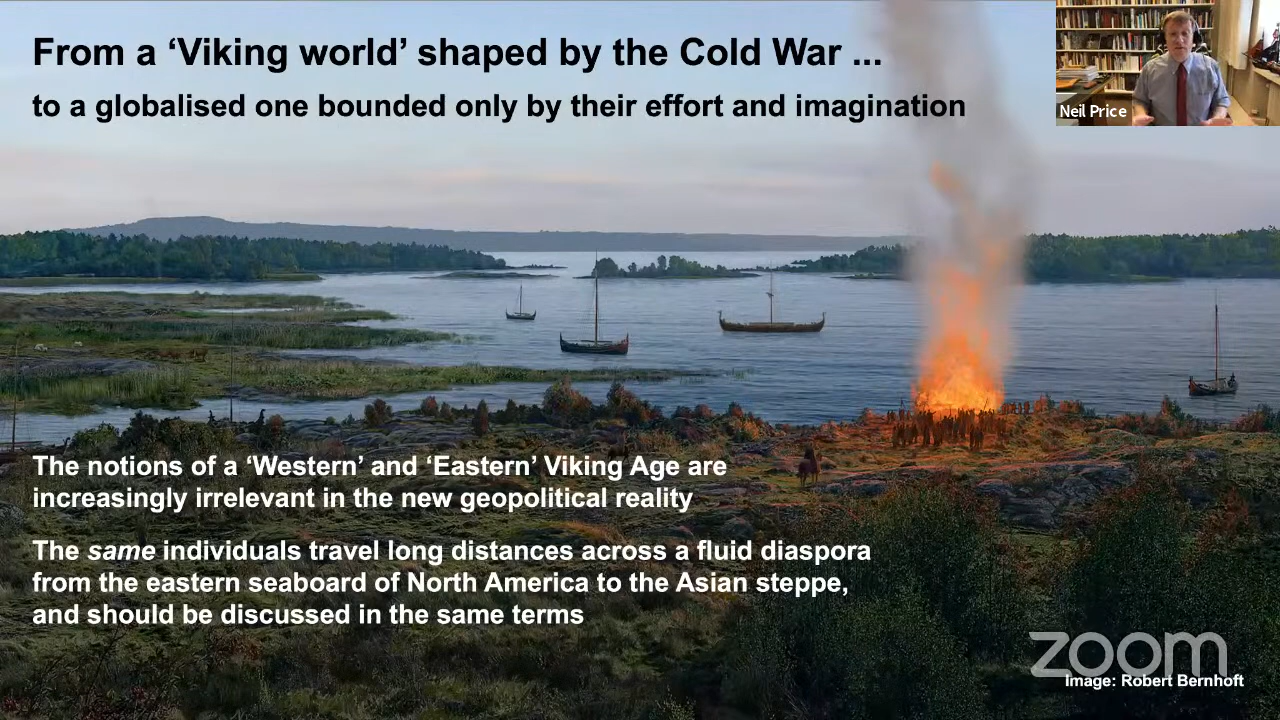 From a ‘Viking world’ shaped by the Cold War ...
to a globalised one bounded only by their effort and imagination
Neil Price
The notions of a ‘Western’ and ‘Eastern’ Viking Age are
increasingly irrelevant in the new geopolitical reality
The same individuals travel long distances across a fluid diaspora
from the eastern seaboard of North America to the Asian steppe,
and should be discussed in the same terms
zoom
Image: Robert Bernhoft